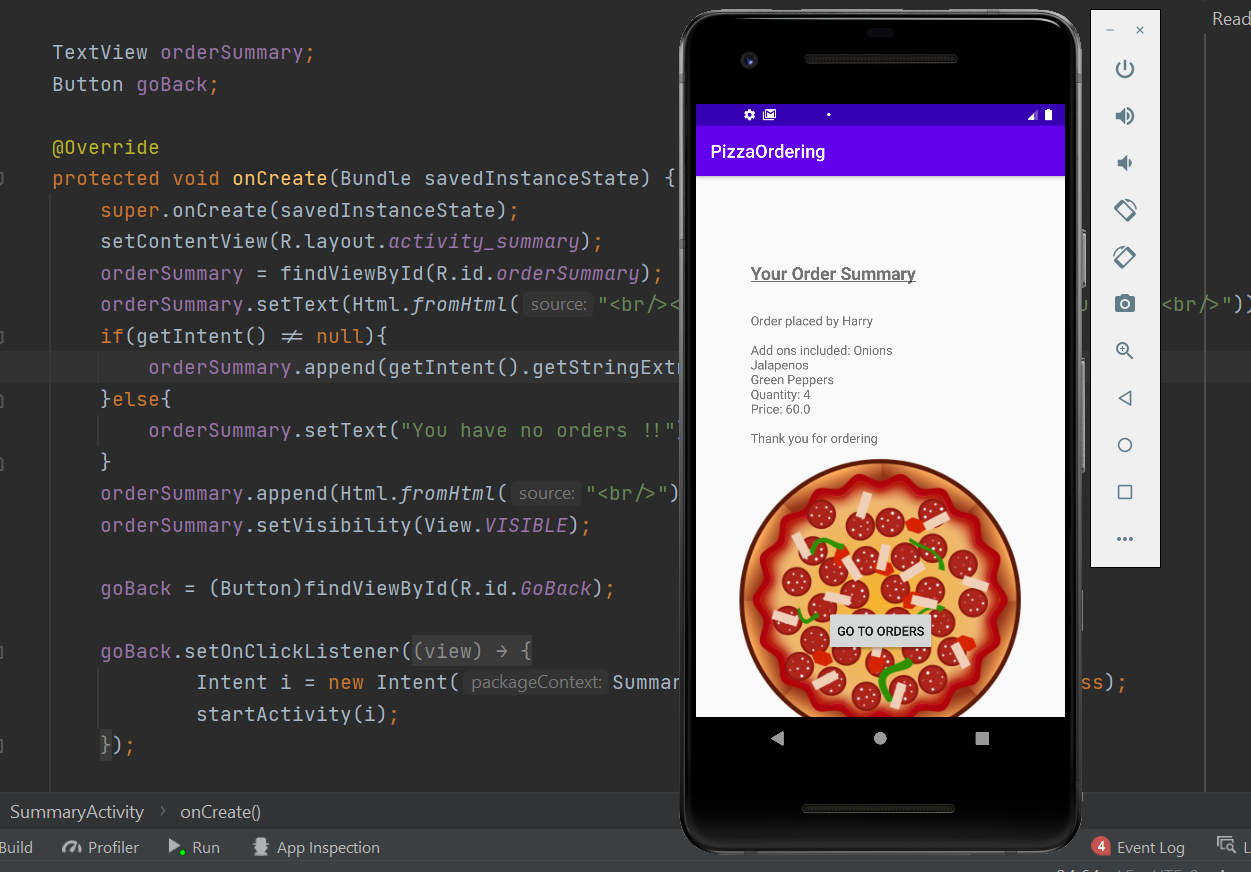 Read
TextView orderSummary;
Button goBack;
@Override
protected void onCreate(Bundle savedInstanceState) {
super.onCreate(savedInstanceState);
setContentView(R.layout.activity_summary);
orderSummary = findViewById(R.id.orderSummary);
orderSummary.setText(Html.fromHtml( source: "<br/>< <br/>"))
if(getIntent() ≠ null){
orderSummary.append(getIntent().getStringExtr
}else{
orderSummary.setText("You have no orders !!"
}
orderSummary.append(Html.fromHtml( source: "<br/>")
orderSummary.setVisibility(View.VISIBLE);
goBack = (Button)findViewById(R.id.GoBack);
goBack.setOnClickListener((view) → {
Intent i = new Intent( packageContext: Summar ss);
startActivity(i);
});
PizzaOrdering
Your Order Summary
Order placed by Harry
Add ons included: Onions
Jalapenos
Green Peppers
Quantity: 4
Price: 60.0
Thank you for ordering
GO TO ORDERS
SummaryActivity › onCreate()
Build Profiler Run App Inspection 4 Event Log